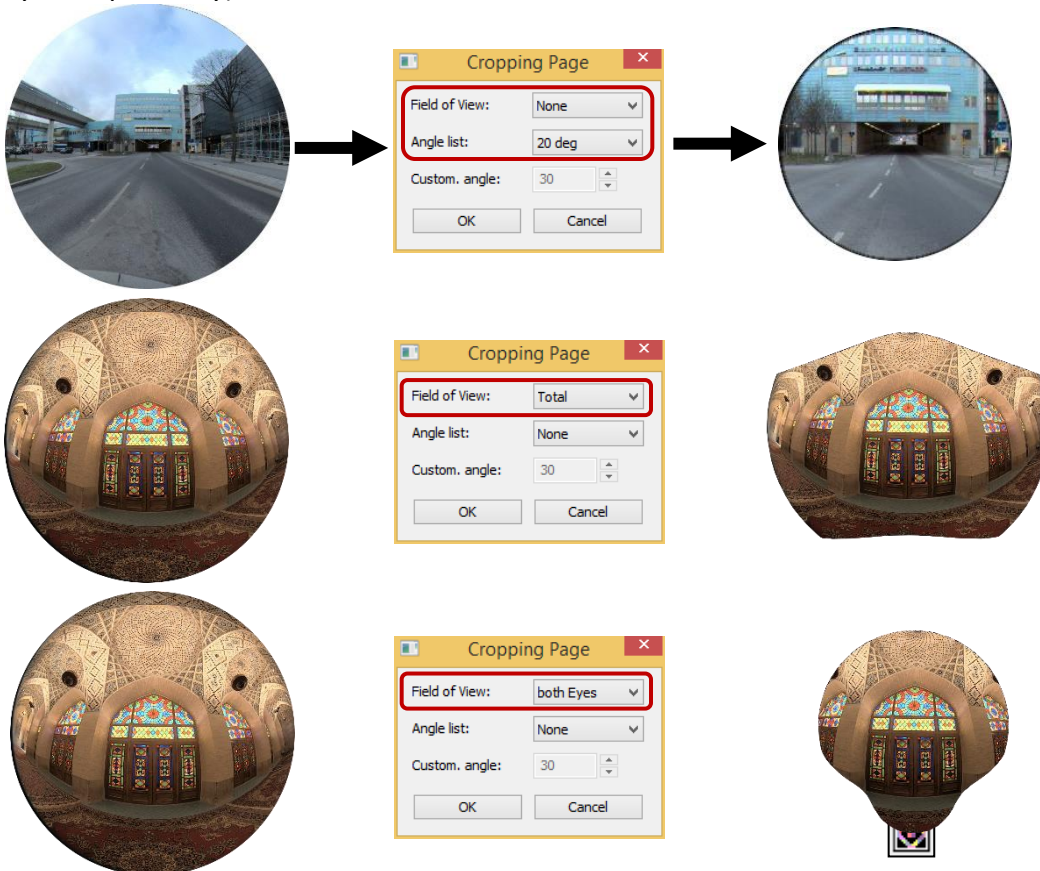 Cropping Page
Field of View: None
Angle list: 20 deg
Custom. angle: 30
OK Cancel
Cropping Page
Field of View: Total
Angle list: None
Custom. angle: 30
OK Cancel
Cropping Page
Field of View: both Eyes
Angle list: None
Custom. angle: 30
OK Cancel